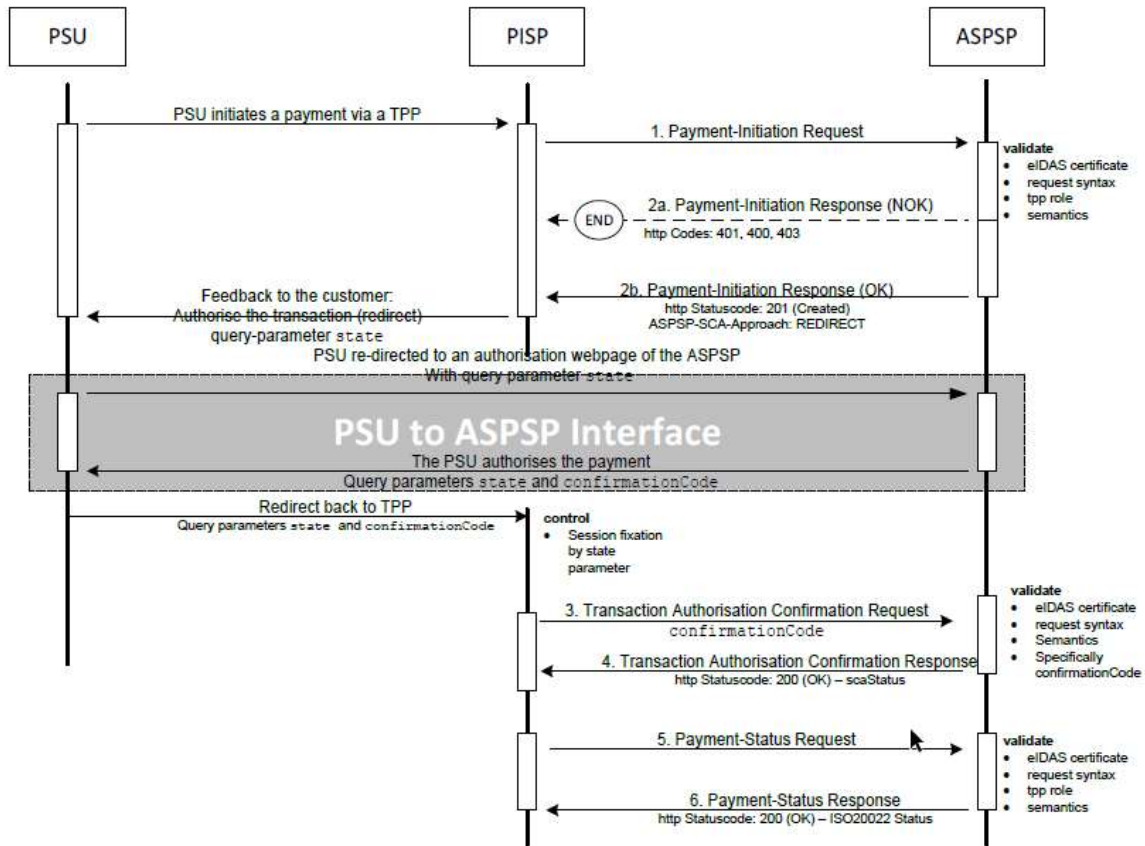 PSU
PISP
ASPSP
PSU initiates a payment via a TPP
1. Payment-Initiation Request
validate
• eIDAS certificate
• request syntax
• tpp role
• semantics
2a. Payment-Initiation Response (NOK)
END
http Codes: 401, 400, 403
2b. Payment-Initiation Response (OK)
http Statuscode: 201 (Created)
ASPSP-SCA-Approach: REDIRECT
Feedback to the customer:
Authorise the transaction (redirect)
query-parameter state
PSU re-directed to an authorisation webpage of the ASPSP
With query parameter state
PSU to ASPSP Interface
The PSU authorises the payment
Query parameters state and confirmationCode
Redirect back to TPP
Query parameters state and confirmationCode
control
• Session fixation
by state
parameter
3. Transaction Authorisation Confirmation Request
confirmationCode
validate
• eIDAS certificate
• request syntax
• Semantics
• Specifically
confirmationCode
4. Transaction Authorisation Confirmation Response
http Statuscode: 200 (OK) – scaStatus
5. Payment-Status Request
validate
• eIDAS certificate
• request syntax
• tpp role
• semantics
6. Payment-Status Response
http Statuscode: 200 (OK) – ISO20022 Status